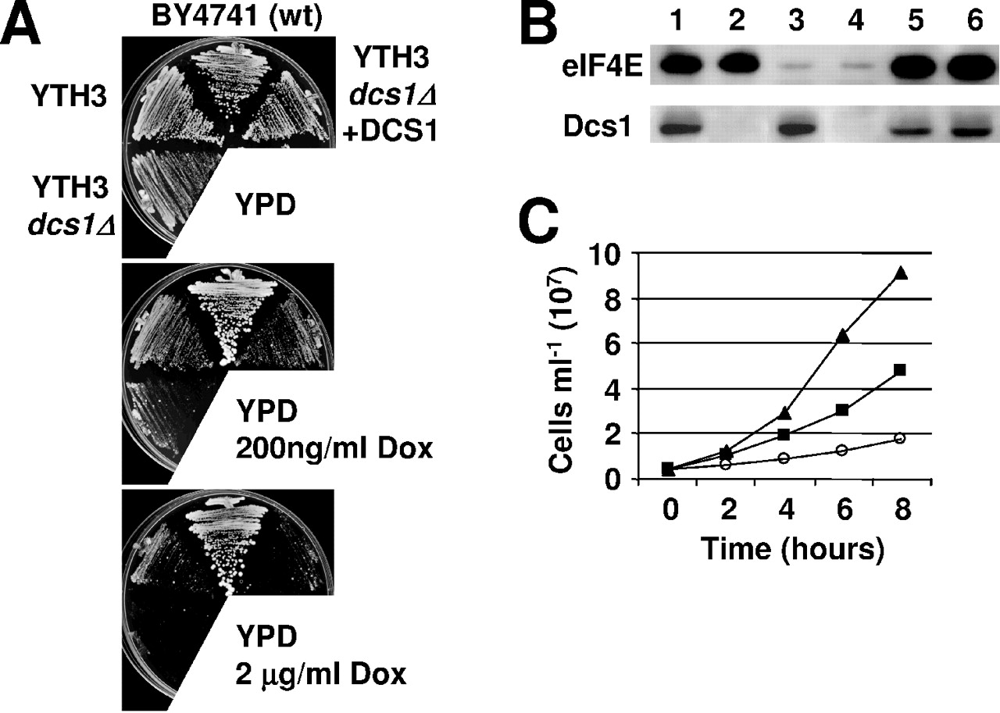 A
BY4741 (wt)
YTH3
YTH3
dcs1Δ
+DCS1
YTH3
dcs1Δ
YPD
YPD
200ng/ml Dox
YPD
2 µg/ml Dox
B
1 2 3 4 5 6
eIF4E
Dcs1
C
10
8
6
4
2
0
Cells ml-1 (107)
0 2 4 6 8
Time (hours)